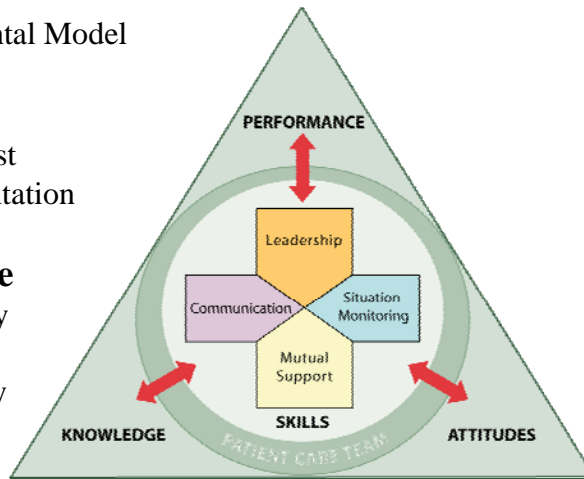 ntal Model
PERFORMANCE
st
tation
Leadership
e
y
Communication
Situation
Monitoring
Mutual
Support
y
SKILLS
KNOWLEDGE
ATTITUDES
PATIENT CARE TEAM